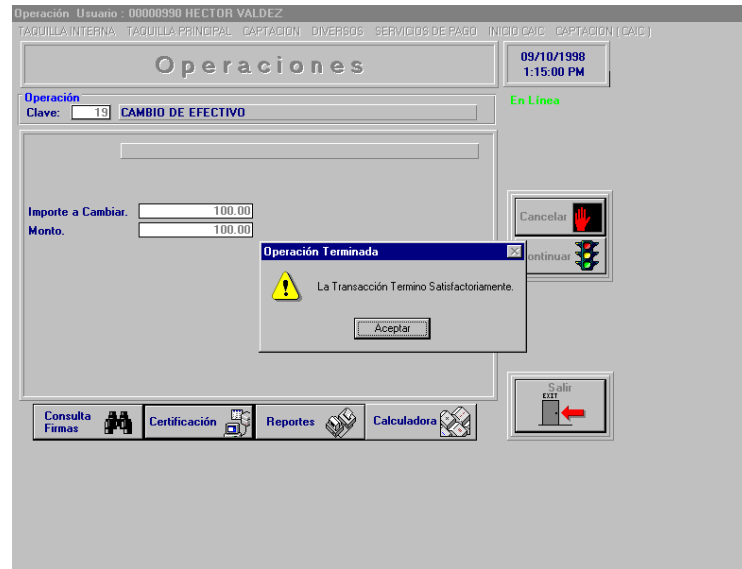 Operación Usuario : 00000990 HECTOR VALDEZ
TAQUILLA INTERNA TAQUILLA PRINCIPAL CAPTACION DIVERSOS SERVICIOS DE PAGO INICIO CAIC CAPTACION ( CAIC )
Operaciones
09/10/1998
1:15:00 PM
Operación
Clave: 19 CAMBIO DE EFECTIVO
En Línea
Importe a Cambiar. 100.00
Monto. 100.00
Cancelar
ontinuar
Operación Terminada
La Transacción Termino Satisfactoriamente.
Aceptar
Salir
EXIT
Consulta
Firmas
Certificación
Reportes
Calculadora